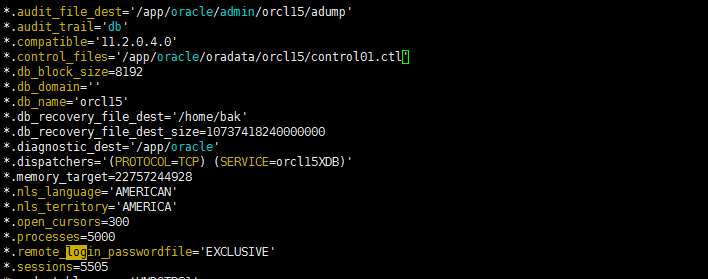 *.audit_file_dest='/app/oracle/admin/orcl15/adump'
*.audit_trail='db'
*.compatible='11.2.0.4.0'
*.control_files='/app/oracle/oradata/orcl15/control01.ctl'
*.db_block_size=8192
*.db_domain=''
*.db_name='orcl15'
*.db_recovery_file_dest='/home/bak'
*.db_recovery_file_dest_size=10737418240000000
*.diagnostic_dest='/app/oracle'
*.dispatchers='(PROTOCOL=TCP) (SERVICE=orcl15XDB)'
*.memory_target=22757244928
*.nls_language='AMERICAN'
*.nls_territory='AMERICA'
*.open_cursors=300
*.processes=5000
*.remote_login_passwordfile='EXCLUSIVE'
*.sessions=5505